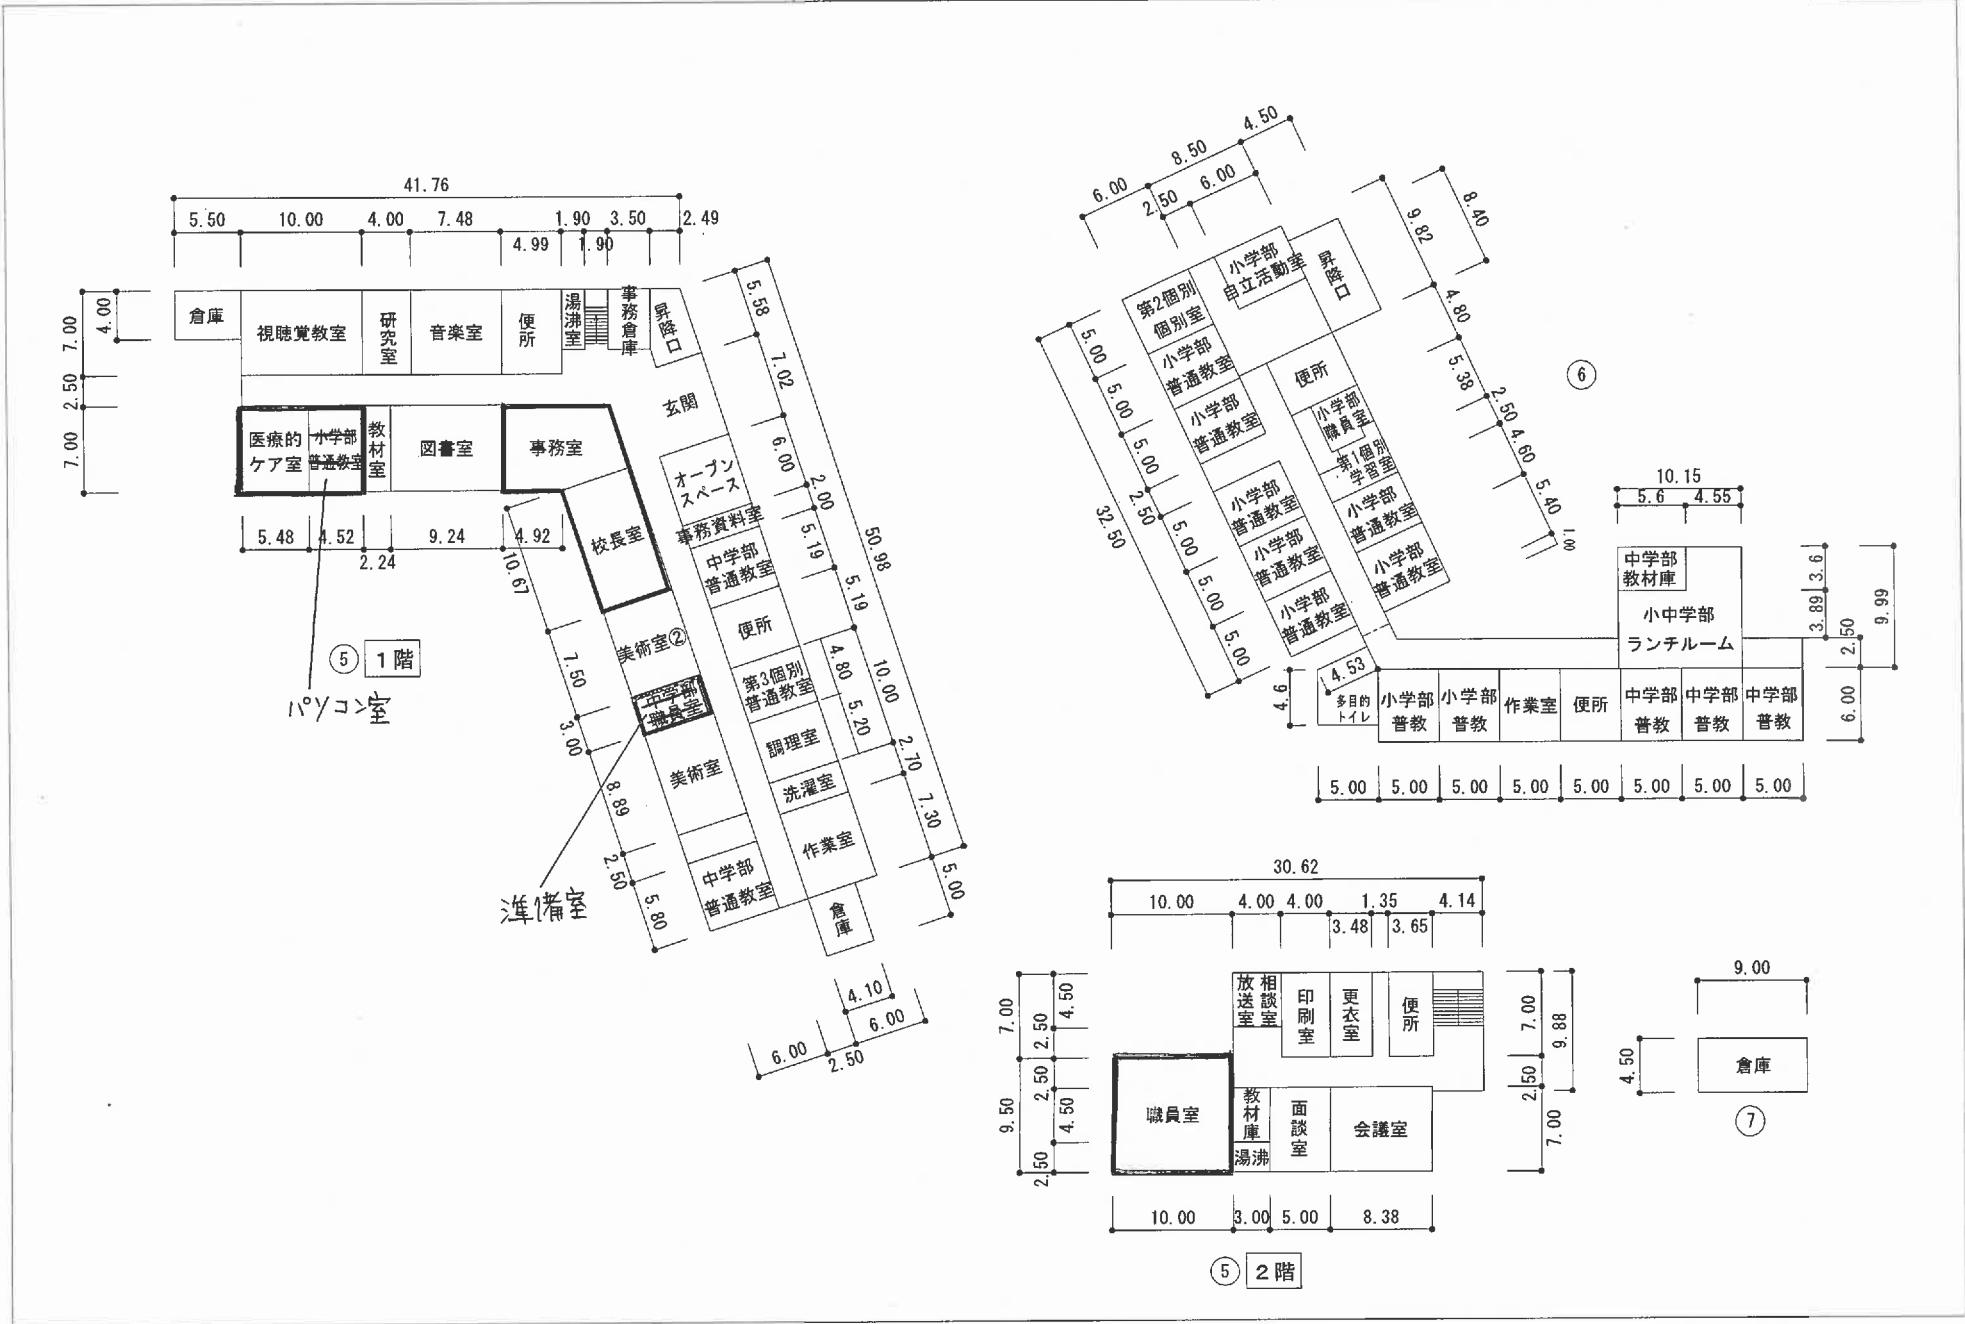 41.76
5.50 10.00 4.00 7.48 1.90 3.50 2.49
4.99 1.90
7.00 4.00
2.50
7.00
倉庫
視聴覚教室
研究室
音楽室
便所
湯沸室
事務倉庫
昇降口
玄関
医療的
ケア室
小学部
普通教室
教材室
図書室
事務室
校長室
5.48 4.52 9.24 4.92
2.24
オープン
スペース
事務資料室
中学部
普通教室
便所
美術室②
第3個別
普通教室
中学部
職員室
調理室
美術室
洗濯室
作業室
中学部
普通教室
倉庫
5.58
7.02
6.00
2.00
5.19
5.19
50.98
4.80
5.20
10.00
2.70
7.30
5.00
10.67
7.50
3.00
8.89
2.50
5.80
4.10
6.00
6.00
2.50
⑤ 1階
パソコン室
準備室
6.00 8.50 4.50
2.50 6.00
9.82 8.40
4.80
5.38
2.50
4.60
5.40
1.00
5.00
5.00
5.00
2.50
5.00
5.00
5.00
32.50
小学部
自立活動室
昇降口
第2個別
個別室
小学部
普通教室
小学部
普通教室
便所
小学部
職員室
第1個別
学習室
小学部
普通教室
小学部
普通教室
小学部
普通教室
小学部
普通教室
小学部
普通教室
⑥
10.15
5.6 4.55
中学部
教材庫
小中学部
ランチルーム
3.6
3.89
2.50
9.99
6.00
4.53
4.6
多目的
トイレ
小学部
普教
小学部
普教
作業室
便所
中学部
普教
中学部
普教
中学部
普教
5.00 5.00 5.00 5.00 5.00 5.00 5.00 5.00
30.62
10.00 4.00 4.00 1.35 4.14
3.48 3.65
7.00 4.50
2.50
9.50 2.50
4.50
2.50
放送室
相談室
印刷室
更衣室
便所
職員室
教材庫
湯沸
面談室
会議室
7.00
9.88
2.50
7.00
10.00 3.00 5.00 8.38
⑤ 2階
9.00
4.50
倉庫
⑦